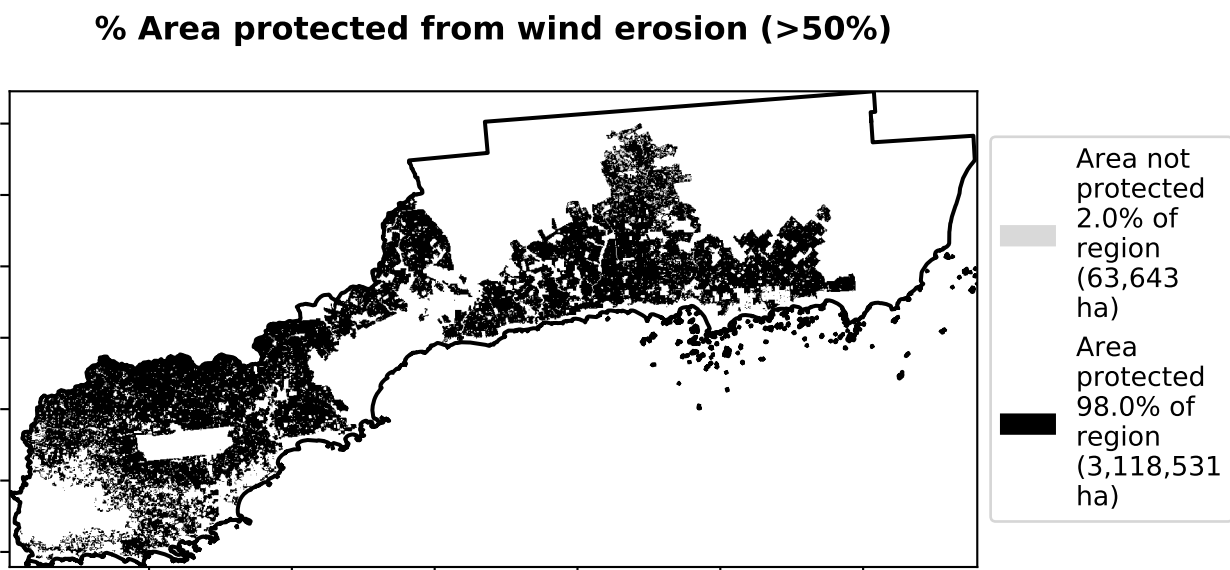 % Area protected from wind erosion (>50%)
Area not
protected
2.0% of
region
(63,643
ha)
Area
protected
98.0% of
region
(3,118,531
ha)